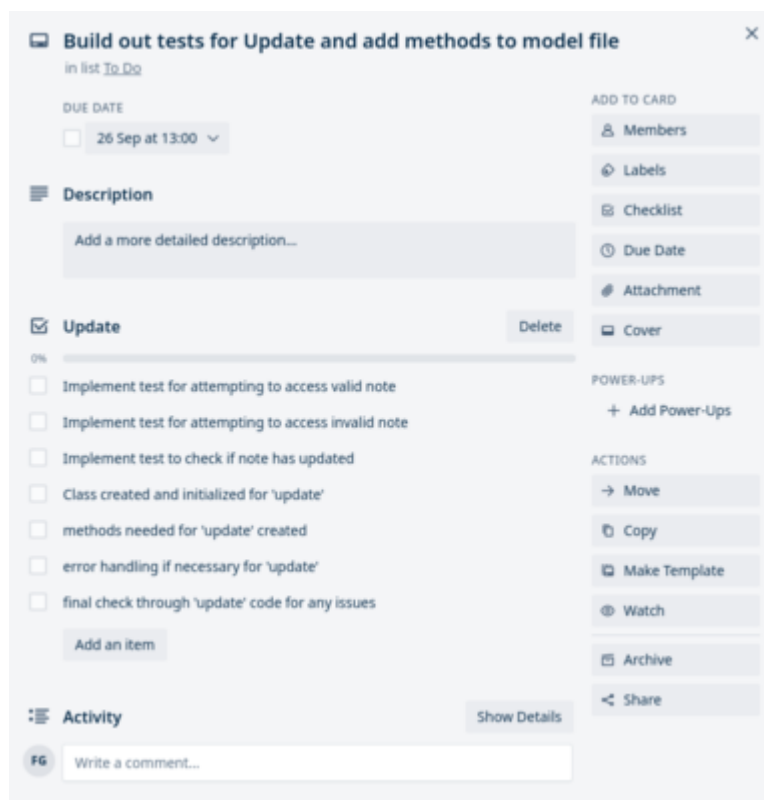 Build out tests for Update and add methods to model file
in list To Do
DUE DATE
26 Sep at 13:00
Description
Add a more detailed description...
Update
Delete
0%
Implement test for attempting to access valid note
Implement test for attempting to access invalid note
Implement test to check if note has updated
Class created and initialized for 'update'
methods needed for 'update' created
error handling if necessary for 'update'
final check through 'update' code for any issues
Add an item
Activity
Show Details
FG
Write a comment...
ADD TO CARD
Members
Labels
Checklist
Due Date
Attachment
Cover
POWER-UPS
+ Add Power-Ups
ACTIONS
Move
Copy
Make Template
Watch
Archive
Share